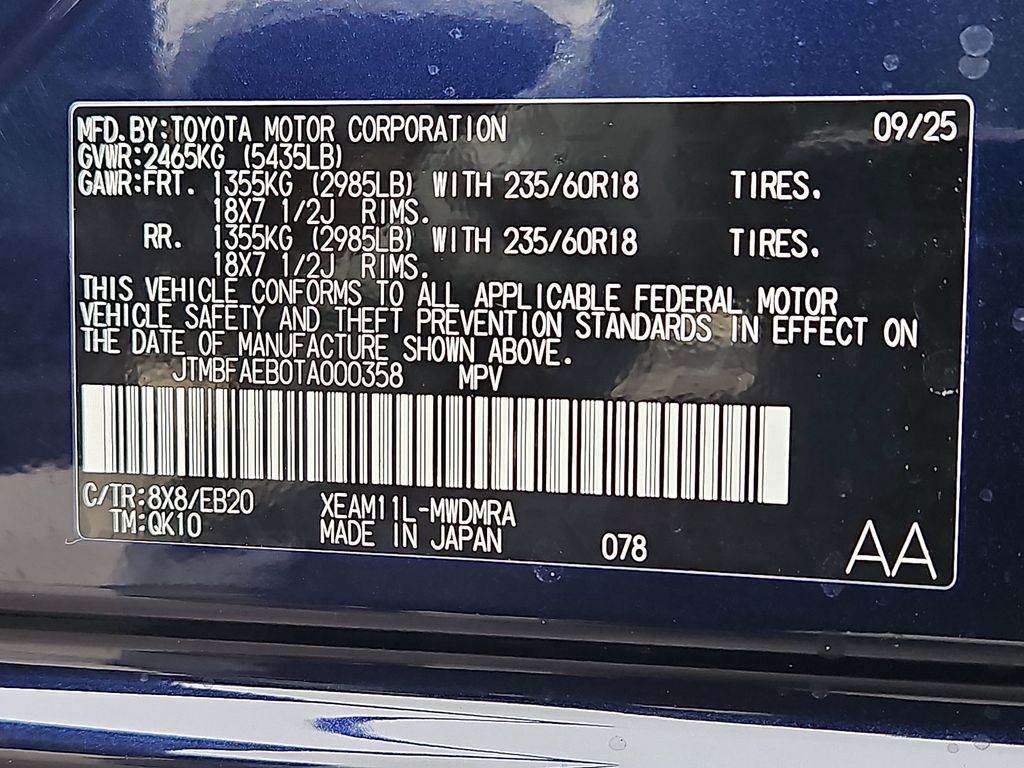 MFD. BY:TOYOTA MOTOR CORPORATION 09/25
GVWR:2465KG (5435LB)
GAWR:FRT. 1355KG (2985LB) WITH 235/60R18 TIRES.
18X7 1/2J RIMS.
RR. 1355KG (2985LB) WITH 235/60R18 TIRES.
18X7 1/2J RIMS.
THIS VEHICLE CONFORMS TO ALL APPLICABLE FEDERAL MOTOR
VEHICLE SAFETY AND THEFT PREVENTION STANDARDS IN EFFECT ON
THE DATE OF MANUFACTURE SHOWN ABOVE.
JTMBFAEB0TA000358 MPV
C/TR:8X8/EB20 XEAM11L-MWDMRA
TM:QK10 MADE IN JAPAN 078 AA